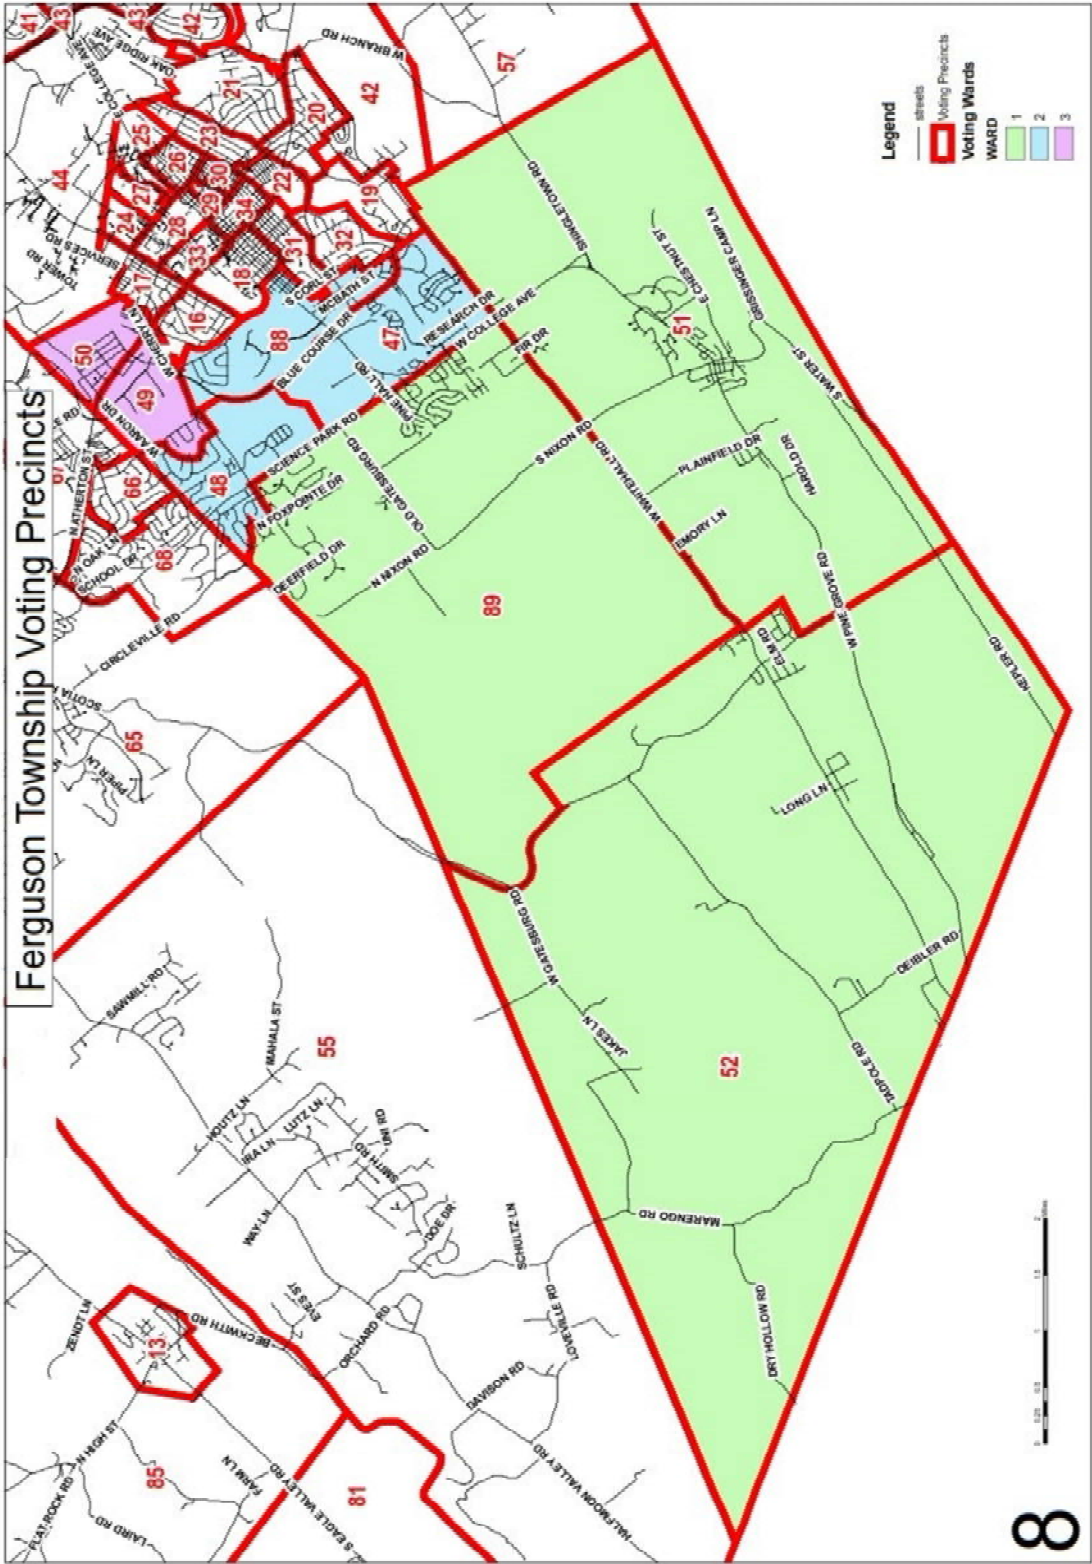 Ferguson Township Voting Precincts
Legend
streets
Voting Precincts
Voting Wards
WARD
1
2
3
41
43
43
42
OAK RIDGE AVE
E COLLEGE AVE
W BRANCH RD
57
42
21
20
44
25
23
26
30
27
24
29
28
22
34
19
33
31
32
18
17
16
TOWER RD
SERVICES RD
W CHERRY LN
S CORL ST
MCBATH ST
BLUE COURSE DR
88
47
RESEARCH DR
W COLLEGE AVE
PINE HALL RD
FIR DR
50
49
48
W AARON DR
N ATHERTON ST
66
68
N OAK LN
SCHOOL DR
CIRCLEVILLE RD
SCIENCE PARK RD
OLD GATESBURG RD
N FOXPOINTE DR
DEERFIELD DR
N NIXON RD
S NIXON RD
W WHITEHALL RD
SHINGLETOWN RD
E CHESTNUT ST
GRISSINGER CAMP LN
51
S WATER ST
PLAINFIELD DR
HAROLD DR
EMORY LN
W PINE GROVE RD
ELM RD
KEPLER RD
89
65
PIPER LN
LONG LN
DEIBLER RD
W GATESBURG RD
JAKES LN
TADPOLE RD
52
MARENGO RD
DRY HOLLOW RD
SAWMILL RD
MAHALA ST
55
HOUTZ LN
IRA LN
LUTZ LN
UNI RD
SMITH RD
DOE DR
WAY LN
SCHULTZ LN
LOVEVILLE RD
EVES ST
ORCHARD RD
DAVISON RD
HALFMOON VALLEY RD
ZENDT LN
BECKWITH RD
13
N HIGH ST
FLAT ROCK RD
LAIRD RD
85
FARM LN
S EAGLE VALLEY RD
81
8